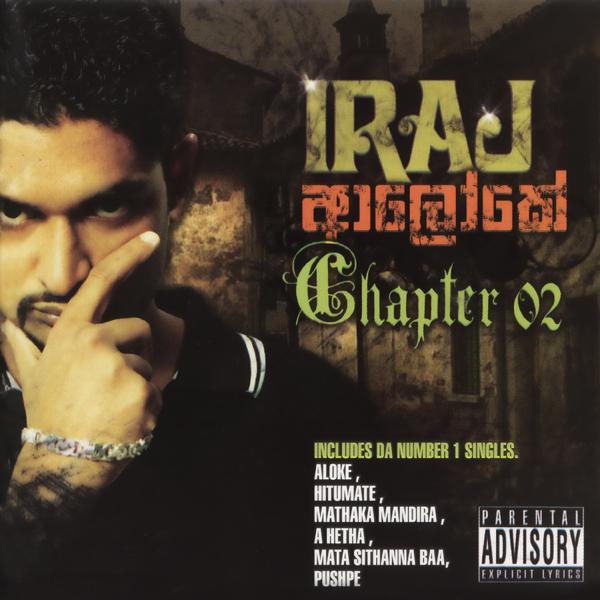 IRAJ
ආලෝකේ
Chapter 02
INCLUDES DA NUMBER 1 SINGLES.
ALOKE ,
HITUMATE ,
MATHAKA MANDIRA ,
A HETHA ,
MATA SITHANNA BAA,
PUSHPE
PARENTAL
ADVISORY
EXPLICIT LYRICS